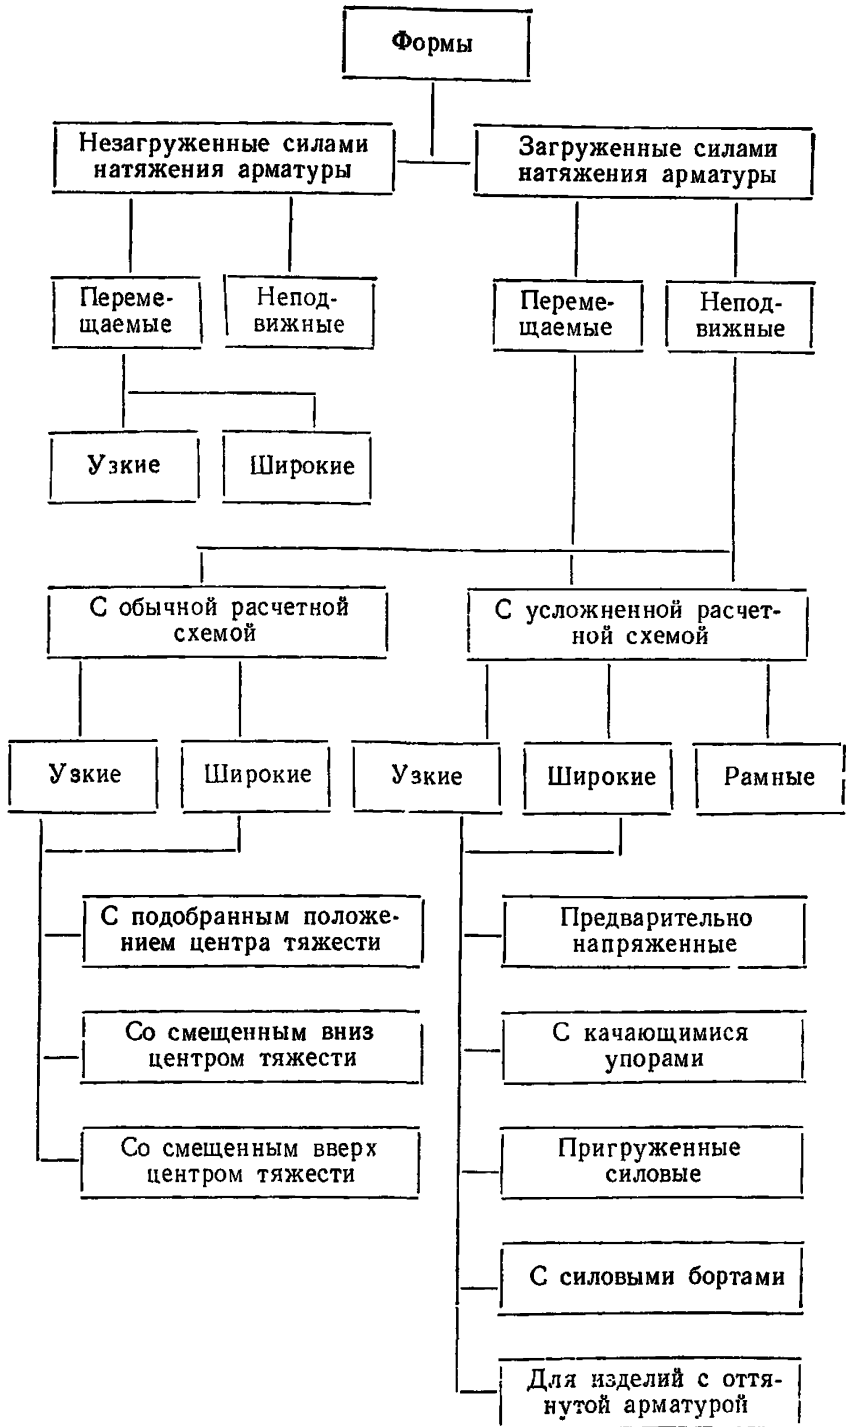 Формы
Незагруженные силами
натяжения арматуры
Загруженные силами
натяжения арматуры
Переме-
щаемые
Непод-
вижные
Переме-
щаемые
Непод-
вижные
Узкие
Широкие
С обычной расчетной
схемой
С усложненной расчет-
ной схемой
Узкие
Широкие
Узкие
Широкие
Рамные
С подобранным положе-
нием центра тяжести
Со смещенным вниз
центром тяжести
Со смещенным вверх
центром тяжести
Предварительно
напряженные
С качающимися
упорами
Пригруженные
силовые
С силовыми бортами
Для изделий с оття-
нутой арматурой